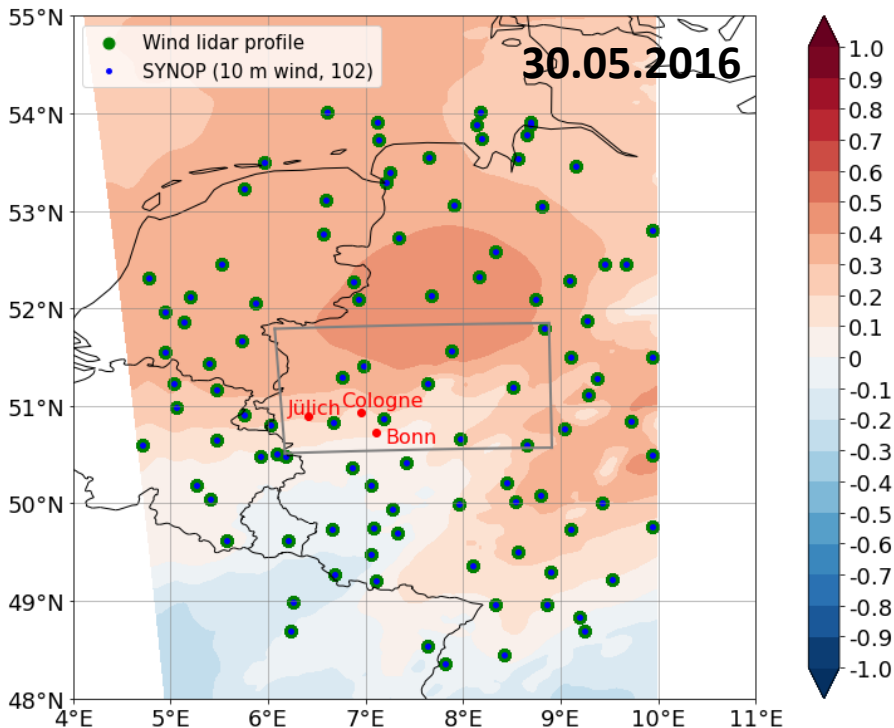 55°N
54°N
53°N
52°N
51°N
50°N
49°N
48°N
4°E 5°E 6°E 7°E 8°E 9°E 10°E 11°E
Wind lidar profile
SYNOP (10 m wind, 102)
30.05.2016
Jülich
Cologne
Bonn
1.0
0.9
0.8
0.7
0.6
0.5
0.4
0.3
0.2
0.1
0
-0.1
-0.2
-0.3
-0.4
-0.5
-0.6
-0.7
-0.8
-0.9
-1.0